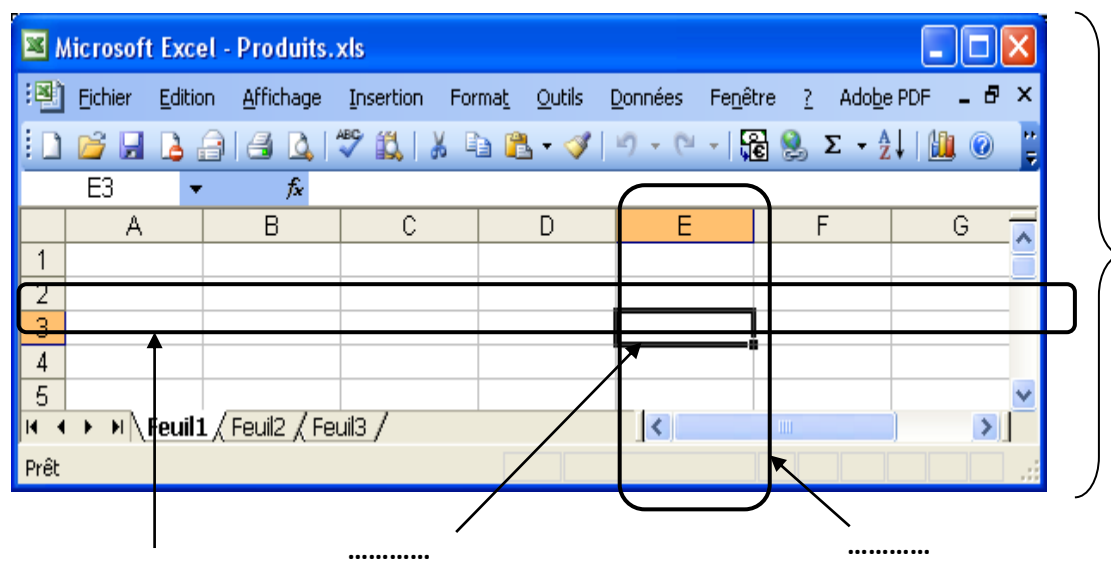 Microsoft Excel - Produits.xls
Fichier Edition Affichage Insertion Format Outils Données Fenêtre ? Adobe PDF
ABC Σ A Z
E3 fx
A B C D E F G
1
2
3
4
5
Feuil1 Feuil2 Feuil3
Prêt
............ ............